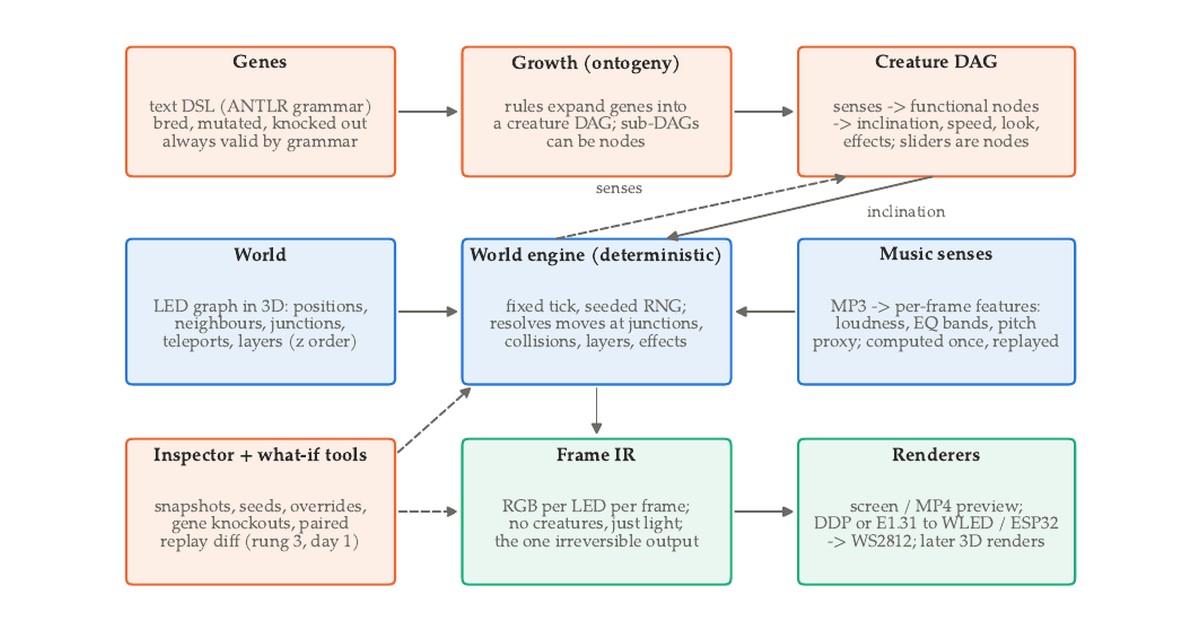 Genes
text DSL (ANTLR grammar)
bred, mutated, knocked out
always valid by grammar
Growth (ontogeny)
rules expand genes into
a creature DAG; sub-DAGs
can be nodes
Creature DAG
senses -> functional nodes
-> inclination, speed, look,
effects; sliders are nodes
senses
inclination
World
LED graph in 3D: positions,
neighbours, junctions,
teleports, layers (z order)
World engine (deterministic)
fixed tick, seeded RNG;
resolves moves at junctions,
collisions, layers, effects
Music senses
MP3 -> per-frame features:
loudness, EQ bands, pitch
proxy; computed once, replayed
Inspector + what-if tools
snapshots, seeds, overrides,
gene knockouts, paired
replay diff (rung 3, day 1)
Frame IR
RGB per LED per frame;
no creatures, just light;
the one irreversible output
Renderers
screen / MP4 preview;
DDP or E1.31 to WLED / ESP32
-> WS2812; later 3D renders